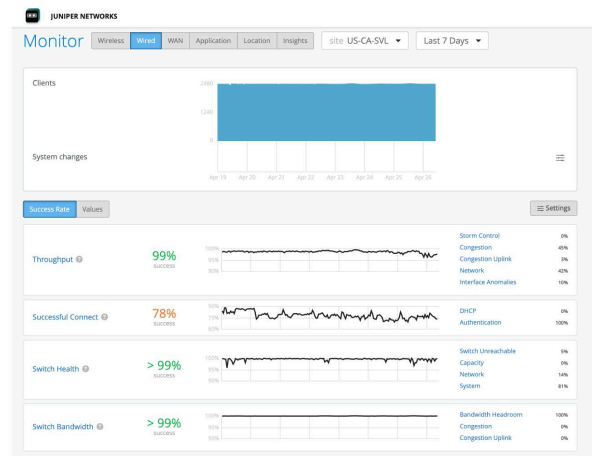 JUNIPER NETWORKS
Monitor Wireless Wired WAN Application Location Insights site US-CA-SVL Last 7 Days
Clients
2480
1240
0
System changes
Apr 19 Apr 20 Apr 21 Apr 22 Apr 23 Apr 24 Apr 25 Apr 26
Success Rate Values Settings
Throughput ?
99%
success
100%
95%
90%
Storm Control 0%
Congestion 45%
Congestion Uplink 3%
Network 42%
Interface Anomalies 10%
Successful Connect ?
78%
success
90%
75%
60%
DHCP 0%
Authentication 100%
Switch Health ?
> 99%
success
100%
95%
90%
Switch Unreachable 5%
Capacity 0%
Network 14%
System 81%
Switch Bandwidth ?
> 99%
success
100%
95%
90%
Bandwidth Headroom 100%
Congestion 0%
Congestion Uplink 0%